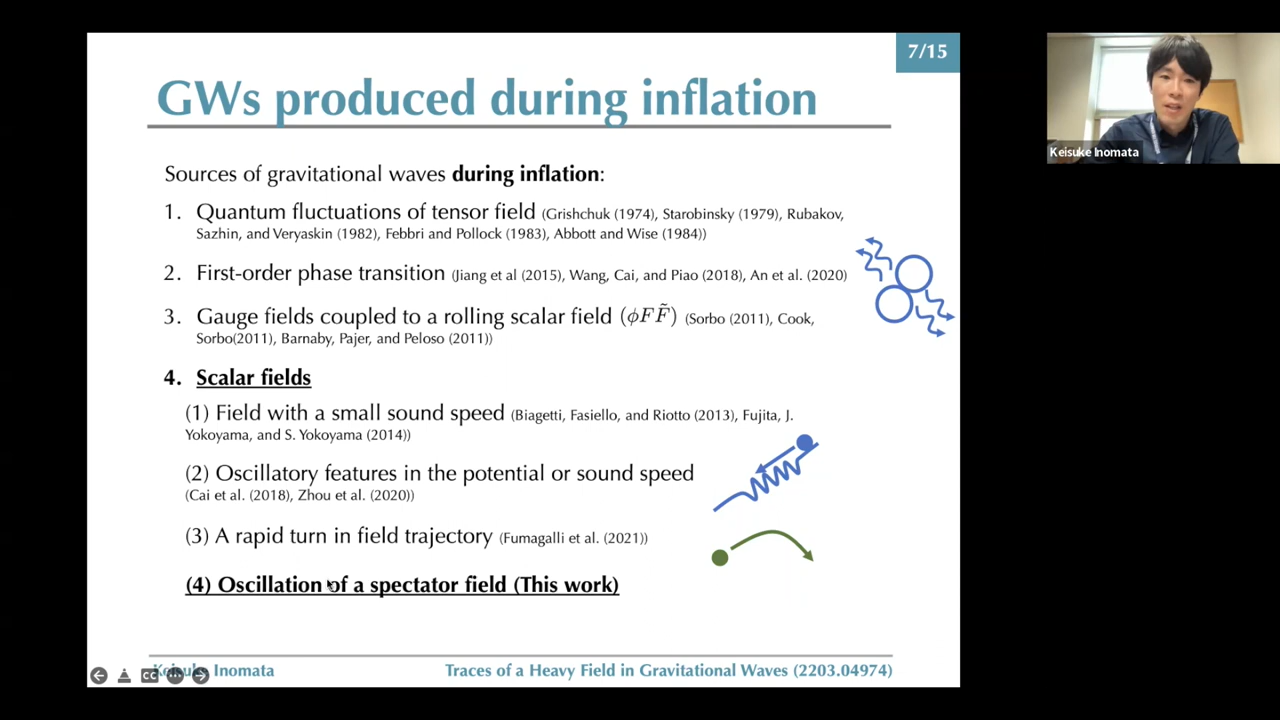 7/15
GWs produced during inflation
Keisuke Inomata
Sources of gravitational waves during inflation:
1. Quantum fluctuations of tensor field (Grishchuk (1974), Starobinsky (1979), Rubakov,
Sazhin, and Veryaskin (1982), Febbri and Pollock (1983), Abbott and Wise (1984))
2. First-order phase transition (Jiang et al (2015), Wang, Cai, and Piao (2018), An et al. (2020)
3. Gauge fields coupled to a rolling scalar field (ϕFF̃) (Sorbo (2011), Cook,
Sorbo(2011), Barnaby, Pajer, and Peloso (2011))
4. Scalar fields
(1) Field with a small sound speed (Biagetti, Fasiello, and Riotto (2013), Fujita, J.
Yokoyama, and S. Yokoyama (2014))
(2) Oscillatory features in the potential or sound speed
(Cai et al. (2018), Zhou et al. (2020))
(3) A rapid turn in field trajectory (Fumagalli et al. (2021))
(4) Oscillation of a spectator field (This work)
Keisuke Inomata
Traces of a Heavy Field in Gravitational Waves (2203.04974)
CC